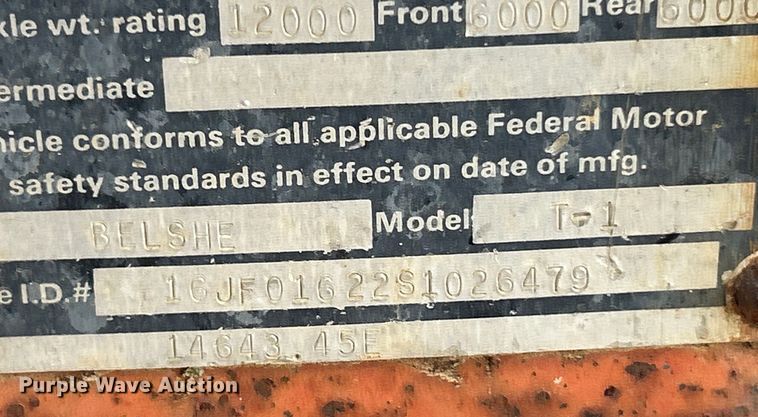 xle wt. rating 12000 Front 6000 Rear 6000
ermediate
hicle conforms to all applicable Federal Motor
safety standards in effect on date of mfg.
BELSHE Model T-1
e I.D.# 16JF01622S1026479
14643 45E
Purple Wave Auction